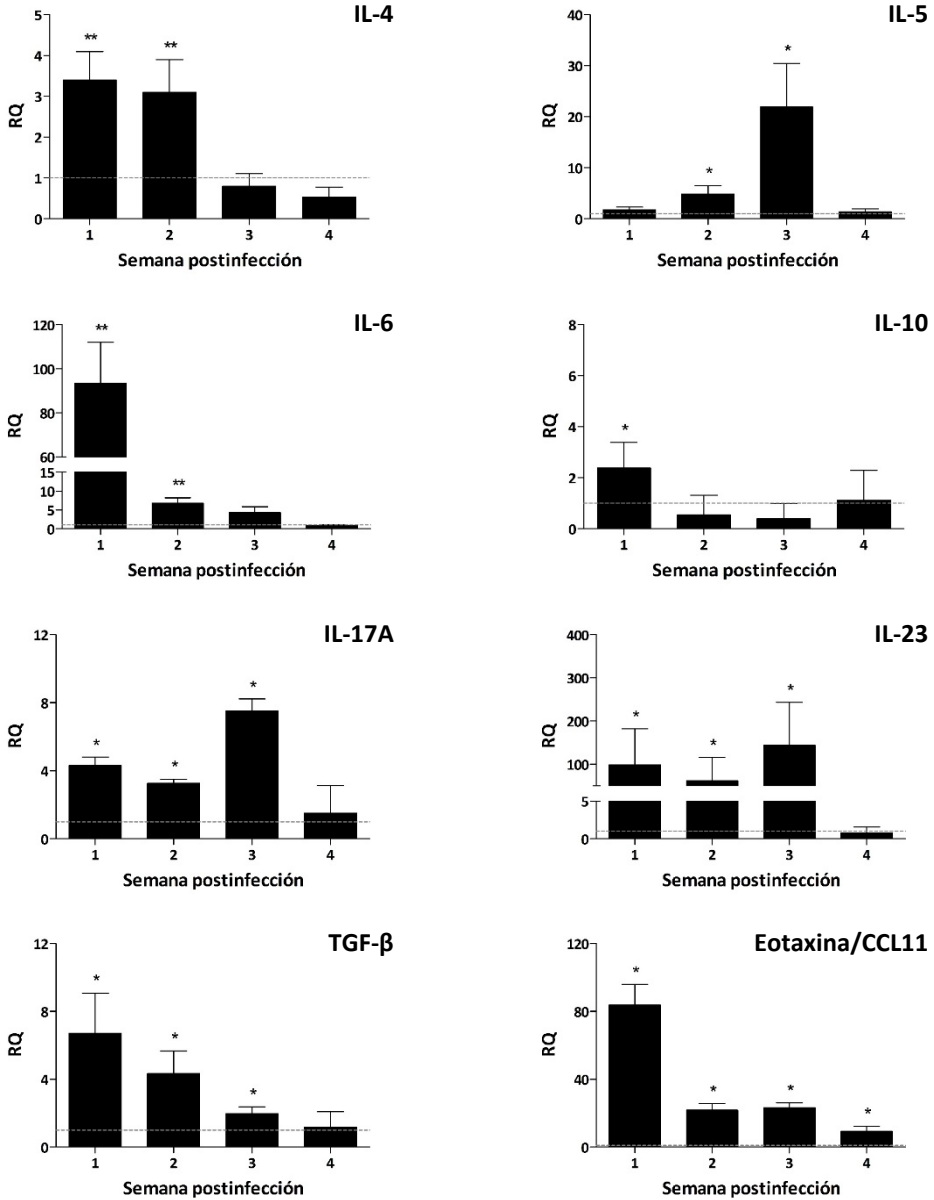 IL-4
5
4
3
2
1
0
RQ
**
**
1 2 3 4
Semana postinfección
IL-5
40
30
20
10
0
RQ
*
*
1 2 3 4
Semana postinfección
IL-6
120
100
80
60
15
10
5
0
RQ
**
**
1 2 3 4
Semana postinfección
IL-10
8
6
4
2
0
RQ
*
1 2 3 4
Semana postinfección
IL-17A
12
8
4
0
RQ
*
*
*
1 2 3 4
Semana postinfección
IL-23
400
300
200
100
5
0
RQ
*
*
*
1 2 3 4
Semana postinfección
TGF-β
12
8
4
0
RQ
*
*
*
1 2 3 4
Semana postinfección
Eotaxina/CCL11
120
80
40
0
RQ
*
*
*
*
1 2 3 4
Semana postinfección